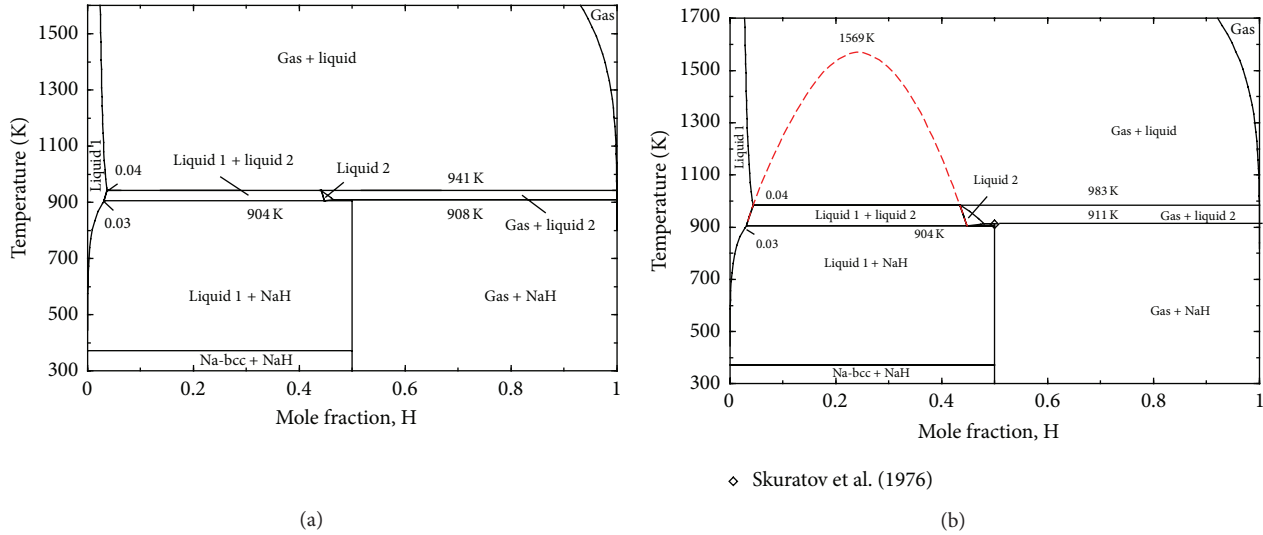 Temperature (K)
1500
1300
1100
900
700
500
300
Gas
Gas + liquid
Liquid 1
0.04
Liquid 1 + liquid 2
Liquid 2
941 K
0.03
904 K
908 K
Gas + liquid 2
Liquid 1 + NaH
Gas + NaH
Na-bcc + NaH
0
0.2
0.4
0.6
0.8
1
Mole fraction, H
(a)
Temperature (K)
1700
1500
1300
1100
900
700
500
300
1569 K
Gas
Gas + liquid
Liquid 1
0.04
Liquid 2
983 K
Liquid 1 + liquid 2
911 K
Gas + liquid 2
904 K
0.03
Liquid 1 + NaH
Gas + NaH
Na-bcc + NaH
0
0.2
0.4
0.6
0.8
1
Mole fraction, H
Skuratov et al. (1976)
(b)